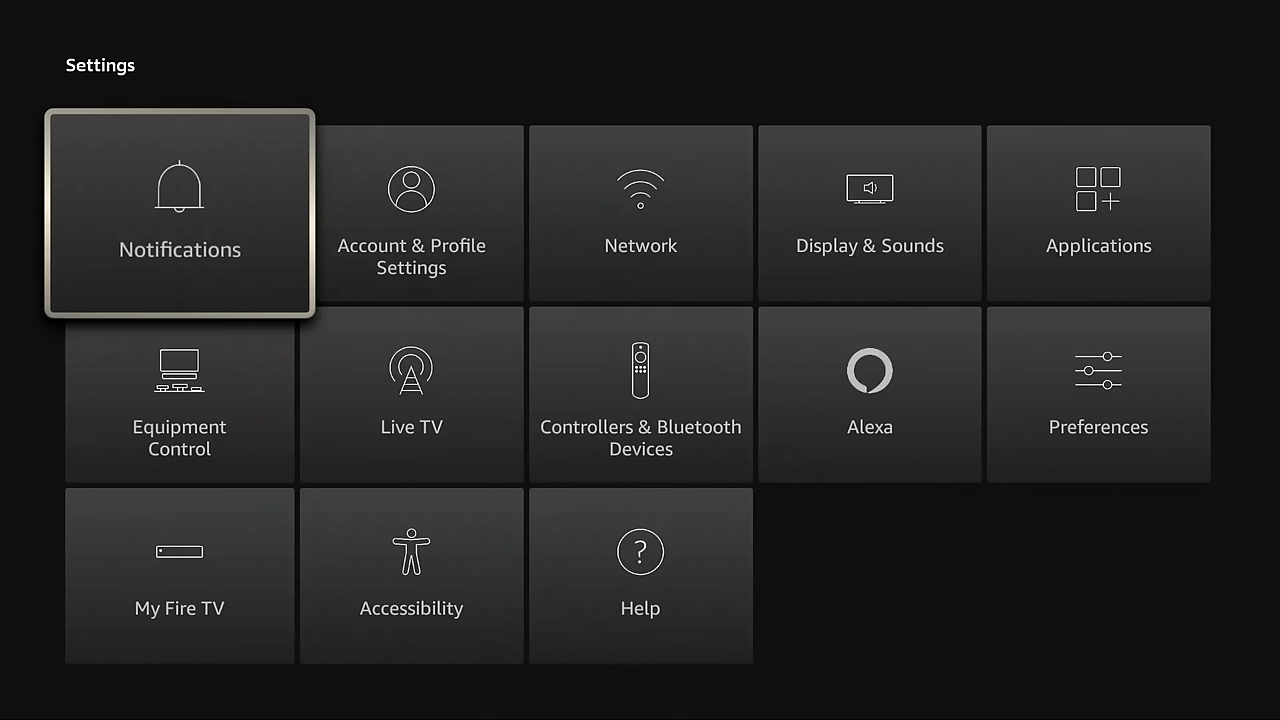 Settings
Notifications
Account & Profile
Settings
Network
Display & Sounds
Applications
Equipment
Control
Live TV
Controllers & Bluetooth
Devices
Alexa
Preferences
My Fire TV
Accessibility
?
Help